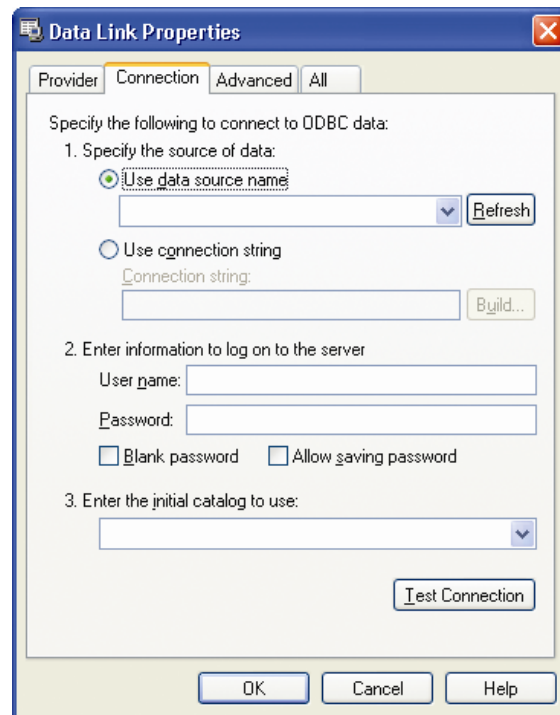 Data Link Properties
Provider Connection Advanced All
Specify the following to connect to ODBC data:
1. Specify the source of data:
Use data source name
Refresh
Use connection string
Connection string:
Build...
2. Enter information to log on to the server
User name:
Password:
Blank password Allow saving password
3. Enter the initial catalog to use:
Test Connection
OK Cancel Help